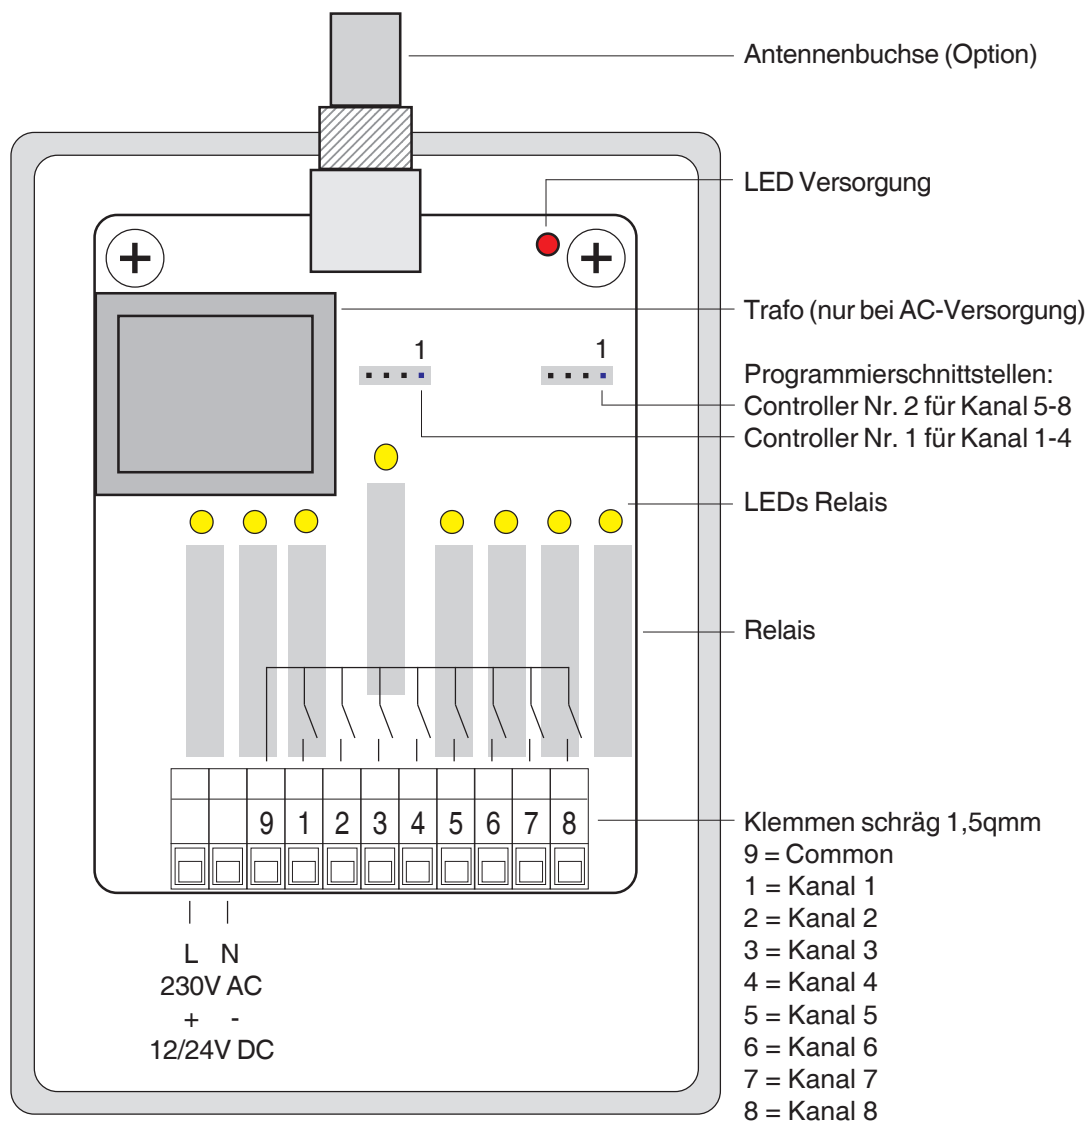 Antennenbuchse (Option)
LED Versorgung
Trafo (nur bei AC-Versorgung)
1 1
Programmierschnittstellen:
Controller Nr. 2 für Kanal 5-8
Controller Nr. 1 für Kanal 1-4
LEDs Relais
Relais
9 1 2 3 4 5 6 7 8
Klemmen schräg 1,5qmm
9 = Common
1 = Kanal 1
2 = Kanal 2
3 = Kanal 3
4 = Kanal 4
5 = Kanal 5
6 = Kanal 6
7 = Kanal 7
8 = Kanal 8
L N
230V AC
+ -
12/24V DC